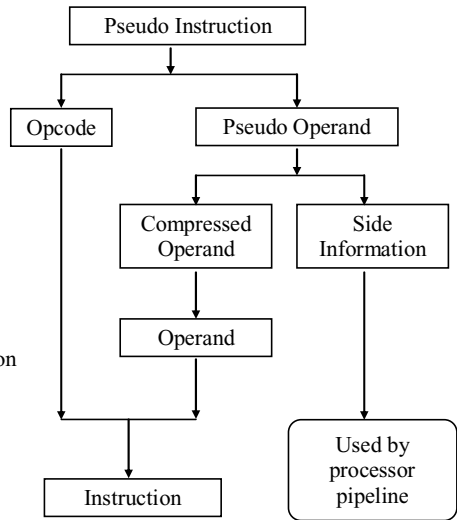 Pseudo Instruction
Opcode
Pseudo Operand
Compressed
Operand
Side
Information
Operand
on
Used by
processor
pipeline
Instruction